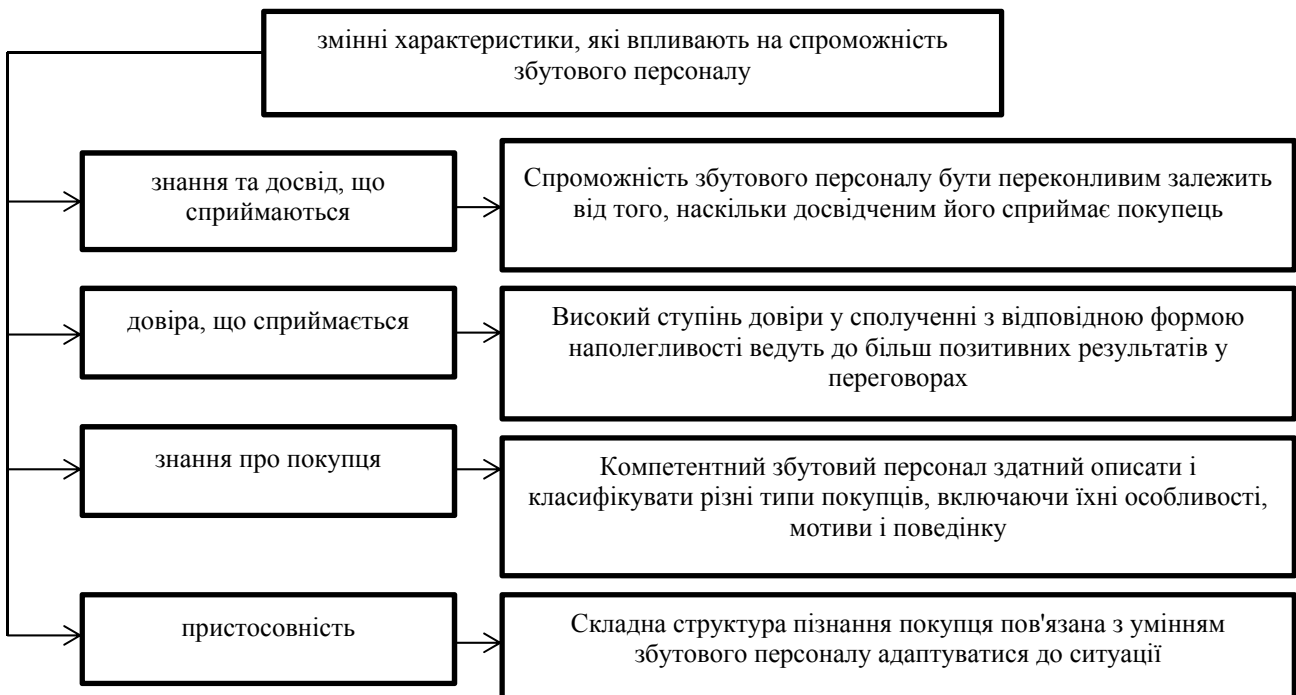 змінні характеристики, які впливають на спроможність
збутового персоналу
знання та досвід, що
сприймаються
Спроможність збутового персоналу бути переконливим залежить
від того, наскільки досвідченим його сприймає покупець
довіра, що сприймається
Високий ступінь довіри у сполученні з відповідною формою
наполегливості ведуть до більш позитивних результатів у
переговорах
знання про покупця
Компетентний збутовий персонал здатний описати і
класифікувати різні типи покупців, включаючи їхні особливості,
мотиви і поведінку
пристосовність
Складна структура пізнання покупця пов'язана з умінням
збутового персоналу адаптуватися до ситуації